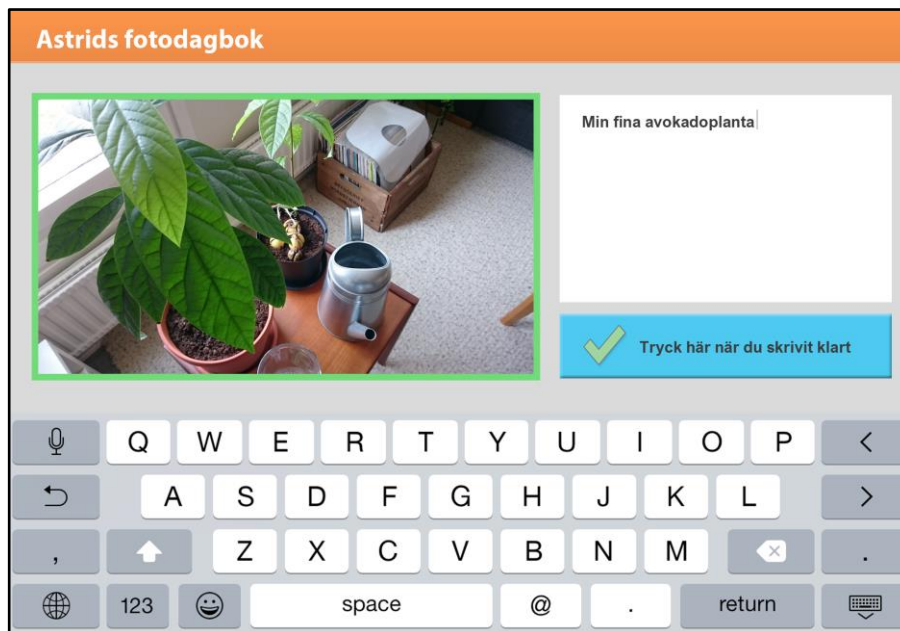 Astrids fotodagbok
Min fina avokadoplanta
Tryck här när du skrivit klart
Q W E R T Y U I O P <
A S D F G H J K L >
, Z X C V B N M .
123 space @ . return